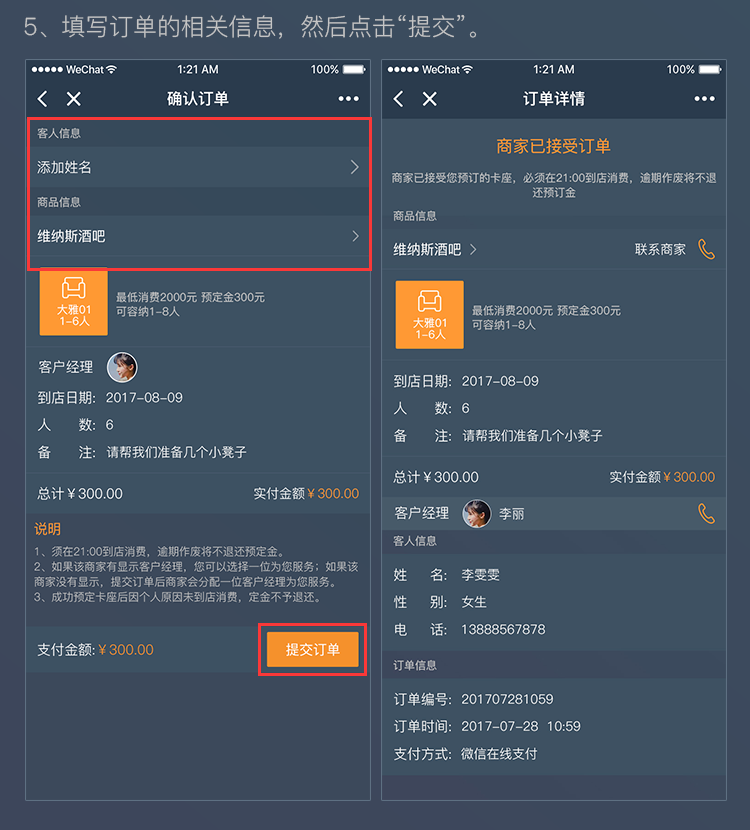 5、填写订单的相关信息，然后点击“提交”。
WeChat 1:21 AM 100%
确认订单
客人信息
添加姓名
商品信息
维纳斯酒吧
大雅01
1-6人
最低消费2000元 预定金300元
可容纳1-8人
客户经理
到店日期: 2017-08-09
人 数: 6
备 注: 请帮我们准备几个小凳子
总计￥300.00 实付金额￥300.00
说明
1、须在21:00到店消费，逾期作废将不退还预定金。
2、如果该商家有显示客户经理，您可以选择一位为您服务；如果该
商家没有显示，提交订单后商家会分配一位客户经理为您服务。
3、成功预定卡座后因个人原因未到店消费，定金不予退还。
支付金额:￥300.00 提交订单
WeChat 1:21 AM 100%
订单详情
商家已接受订单
商家已接受您预订的卡座，必须在21:00到店消费，逾期作废将不退
还预订金
商品信息
维纳斯酒吧 联系商家
大雅01
1-6人
最低消费2000元 预定金300元
可容纳1-8人
到店日期: 2017-08-09
人 数: 6
备 注: 请帮我们准备几个小凳子
总计￥300.00 实付金额￥300.00
客户经理 李丽
客人信息
姓 名: 李雯雯
性 别: 女生
电 话: 13888567878
订单信息
订单编号: 201707281059
订单时间: 2017-07-28 10:59
支付方式: 微信在线支付